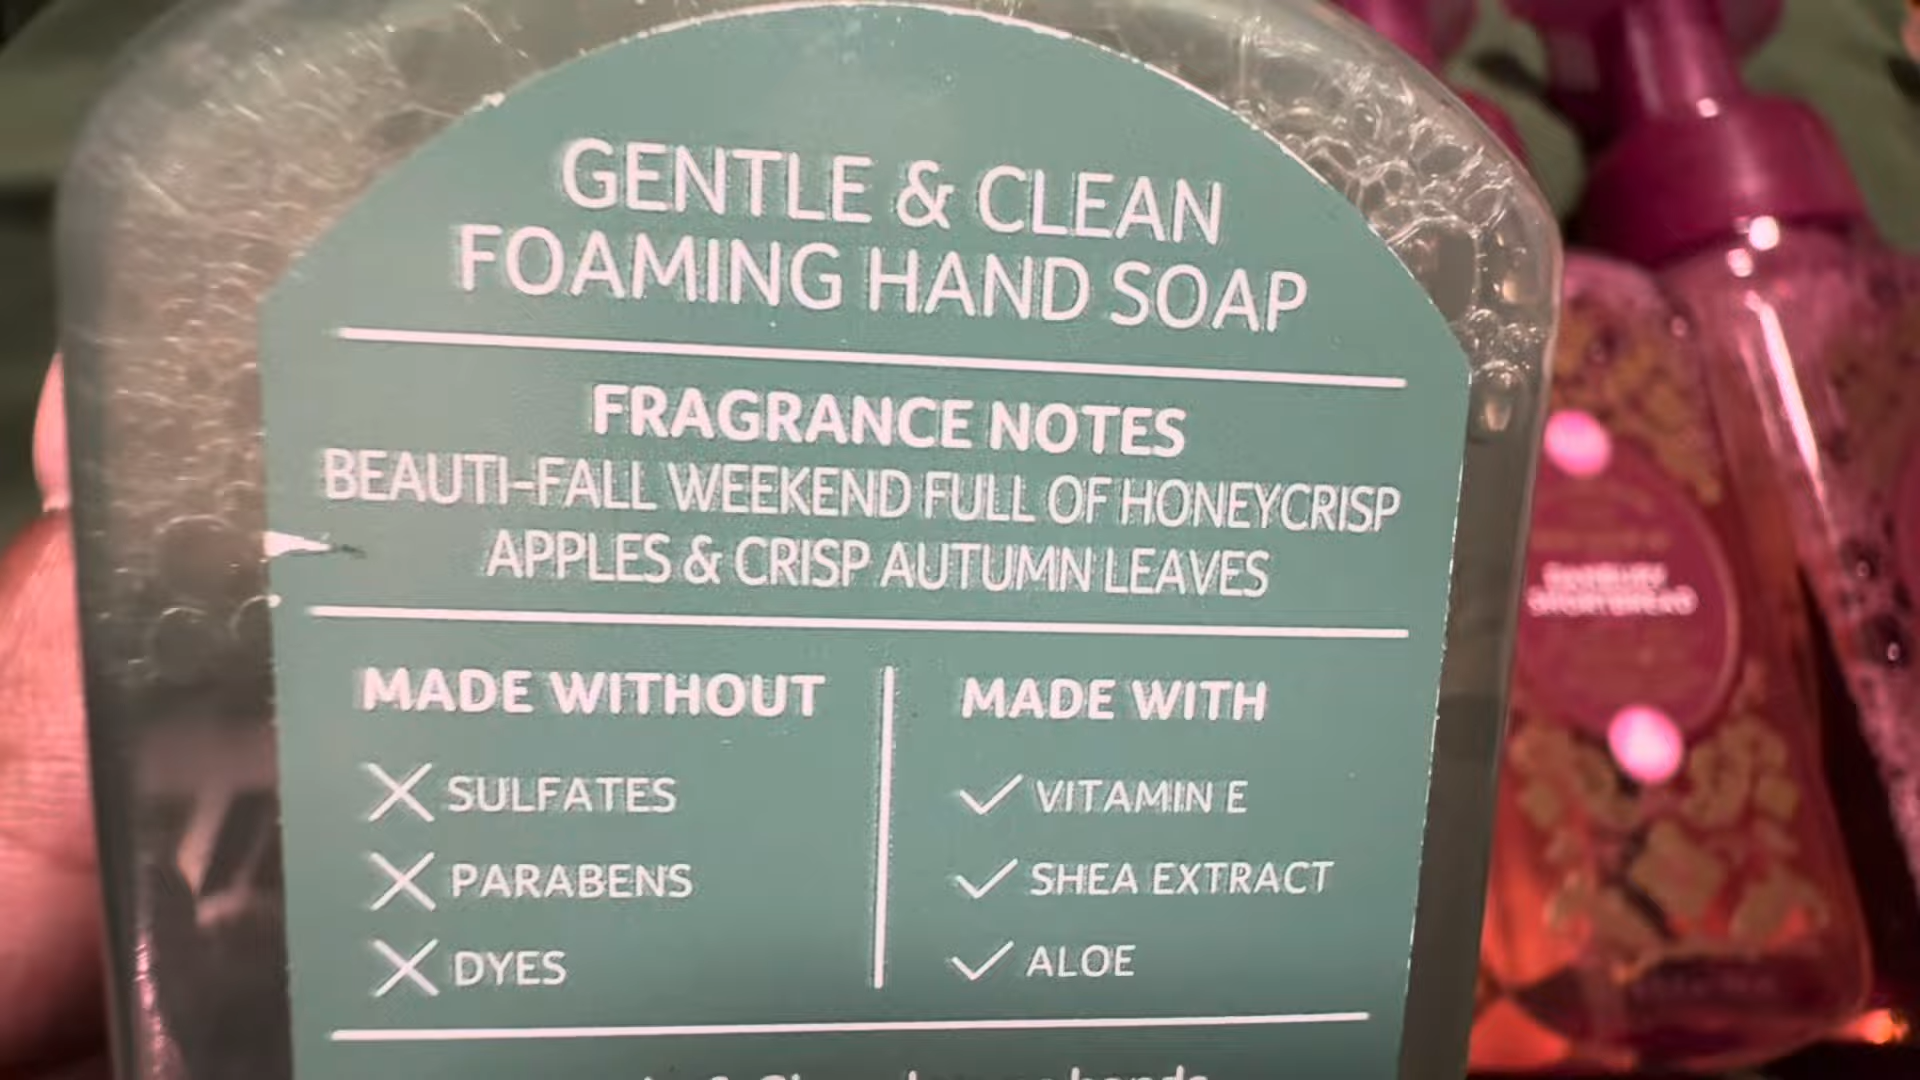 GENTLE & CLEAN
FOAMING HAND SOAP
FRAGRANCE NOTES
BEAUTI-FALL WEEKEND FULL OF HONEYCRISP
APPLES & CRISP AUTUMN LEAVES
MADE WITHOUT
SULFATES
PARABENS
DYES
MADE WITH
VITAMIN E
SHEA EXTRACT
ALOE
hands